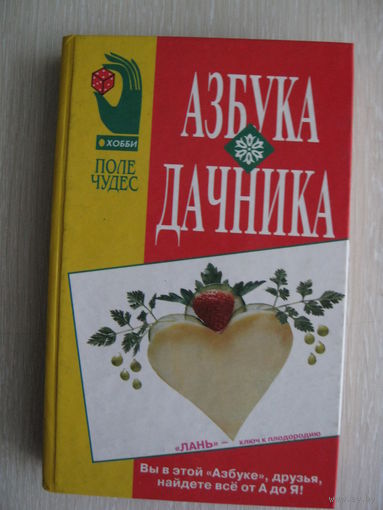 ХОББИ
ПОЛЕ
ЧУДЕС
АЗБУКА
ДАЧНИКА
«ЛАНЬ» – ключ к плодородию
Вы в этой «Азбуке», друзья,
найдете всё от А до Я!